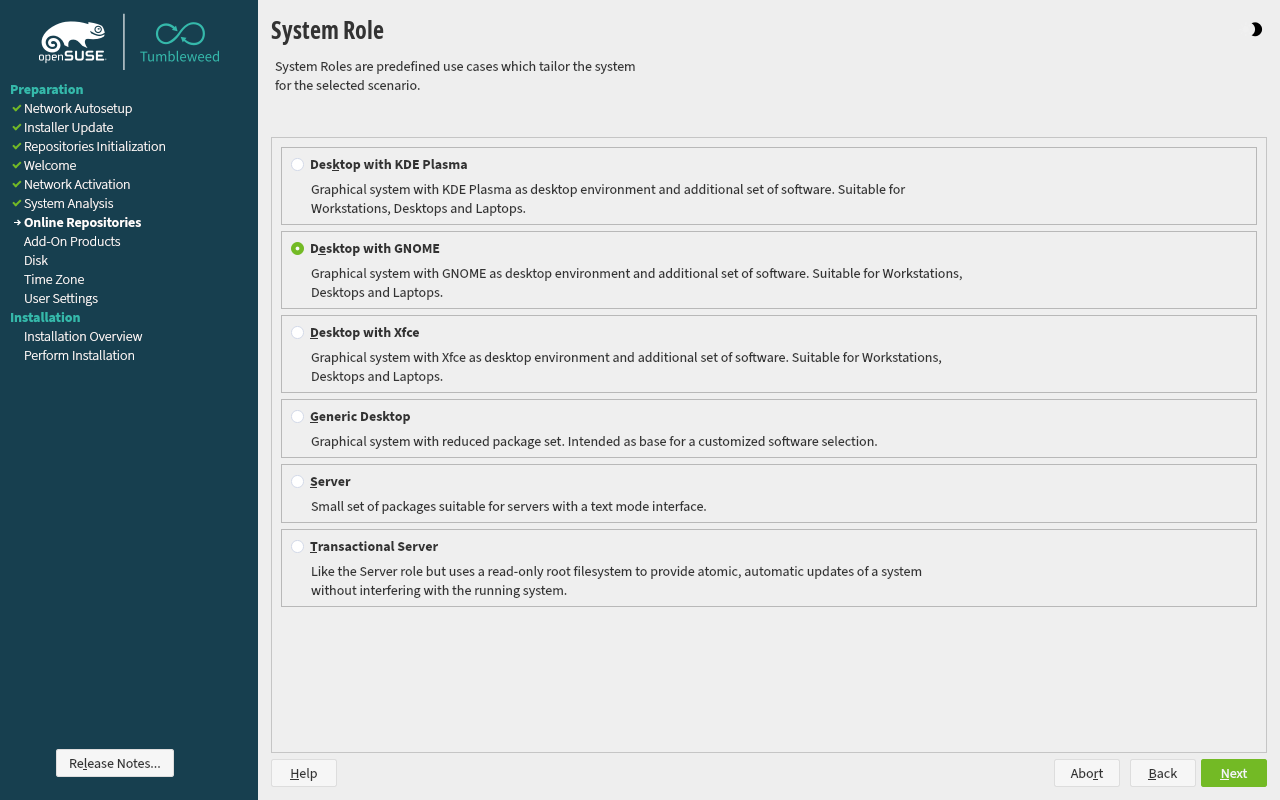 openSUSE
Tumbleweed
Preparation
Network Autosetup
Installer Update
Repositories Initialization
Welcome
Network Activation
System Analysis
Online Repositories
Add-On Products
Disk
Time Zone
User Settings
Installation
Installation Overview
Perform Installation
Release Notes...
System Role
System Roles are predefined use cases which tailor the system
for the selected scenario.
Desktop with KDE Plasma
Graphical system with KDE Plasma as desktop environment and additional set of software. Suitable for
Workstations, Desktops and Laptops.
Desktop with GNOME
Graphical system with GNOME as desktop environment and additional set of software. Suitable for Workstations,
Desktops and Laptops.
Desktop with Xfce
Graphical system with Xfce as desktop environment and additional set of software. Suitable for Workstations,
Desktops and Laptops.
Generic Desktop
Graphical system with reduced package set. Intended as base for a customized software selection.
Server
Small set of packages suitable for servers with a text mode interface.
Transactional Server
Like the Server role but uses a read-only root filesystem to provide atomic, automatic updates of a system
without interfering with the running system.
Help
Abort
Back
Next